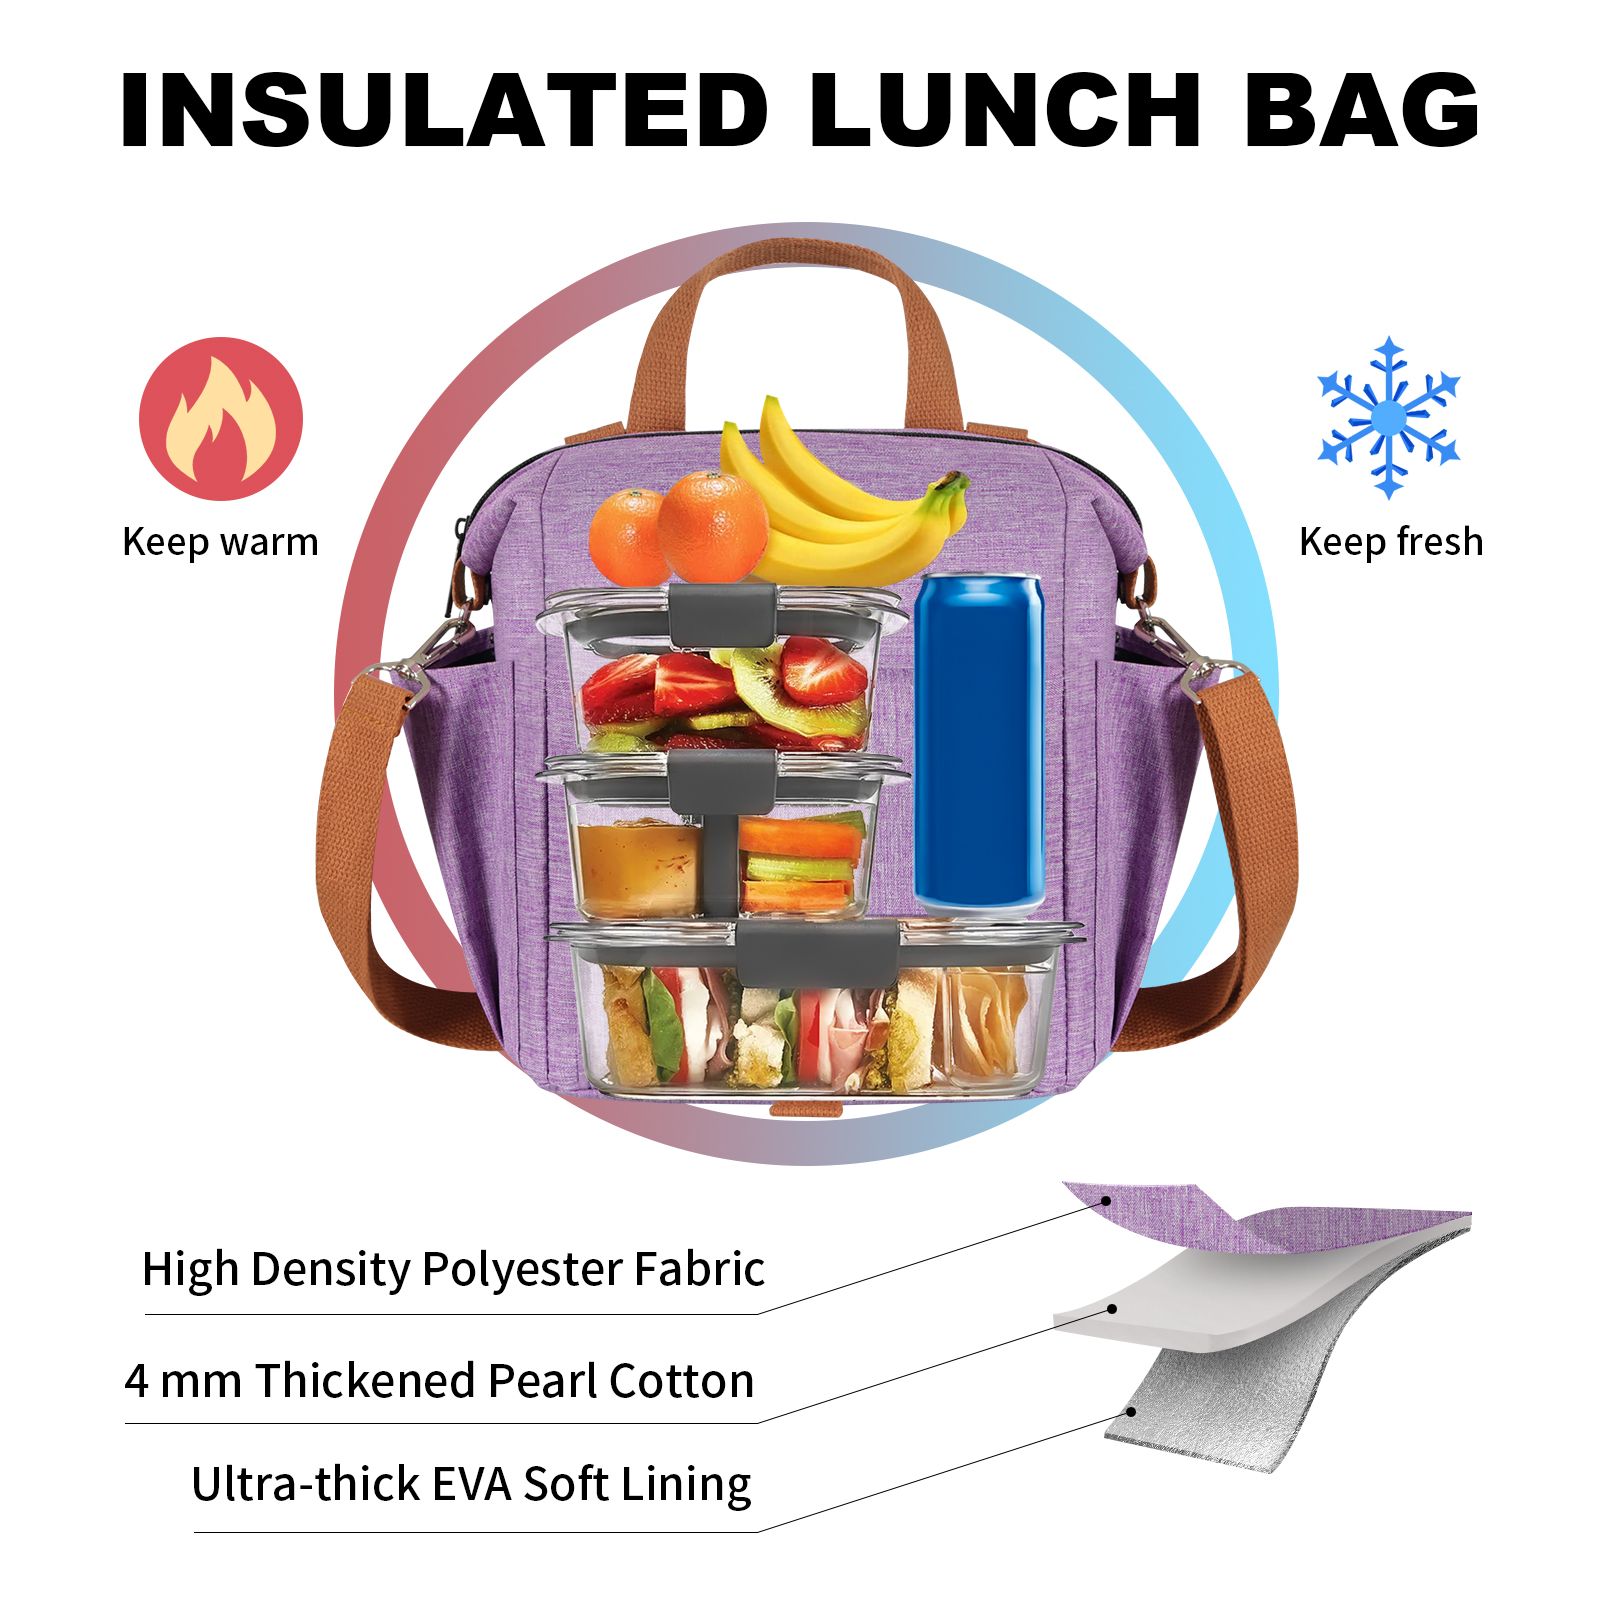 INSULATED LUNCH BAG
Keep warm
Keep fresh
High Density Polyester Fabric
4 mm Thickened Pearl Cotton
Ultra-thick EVA Soft Lining